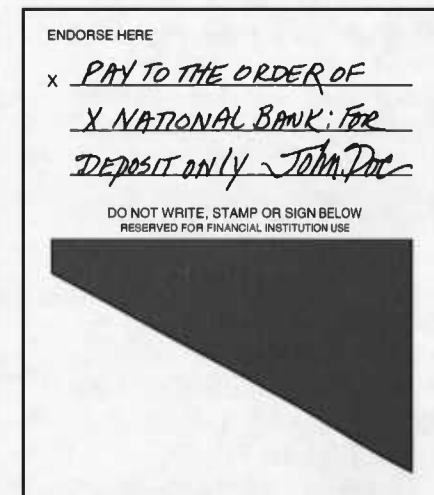 ENDORSE HERE
X PAY TO THE ORDER OF
X NATIONAL BANK: FOR
DEPOSIT ONLY John Doe
DO NOT WRITE, STAMP OR SIGN BELOW
RESERVED FOR FINANCIAL INSTITUTION USE